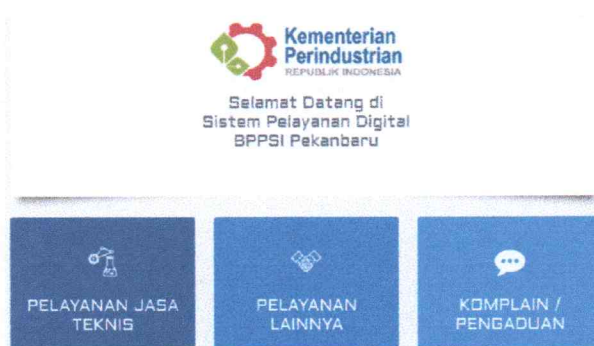 Kementerian
Perindustrian
REPUBLIK INDONESIA
Selamat Datang di
Sistem Pelayanan Digital
BPPSI Pekanbaru
PELAYANAN JASA
TEKNIS
PELAYANAN
LAINNYA
KOMPLAIN /
PENGADUAN